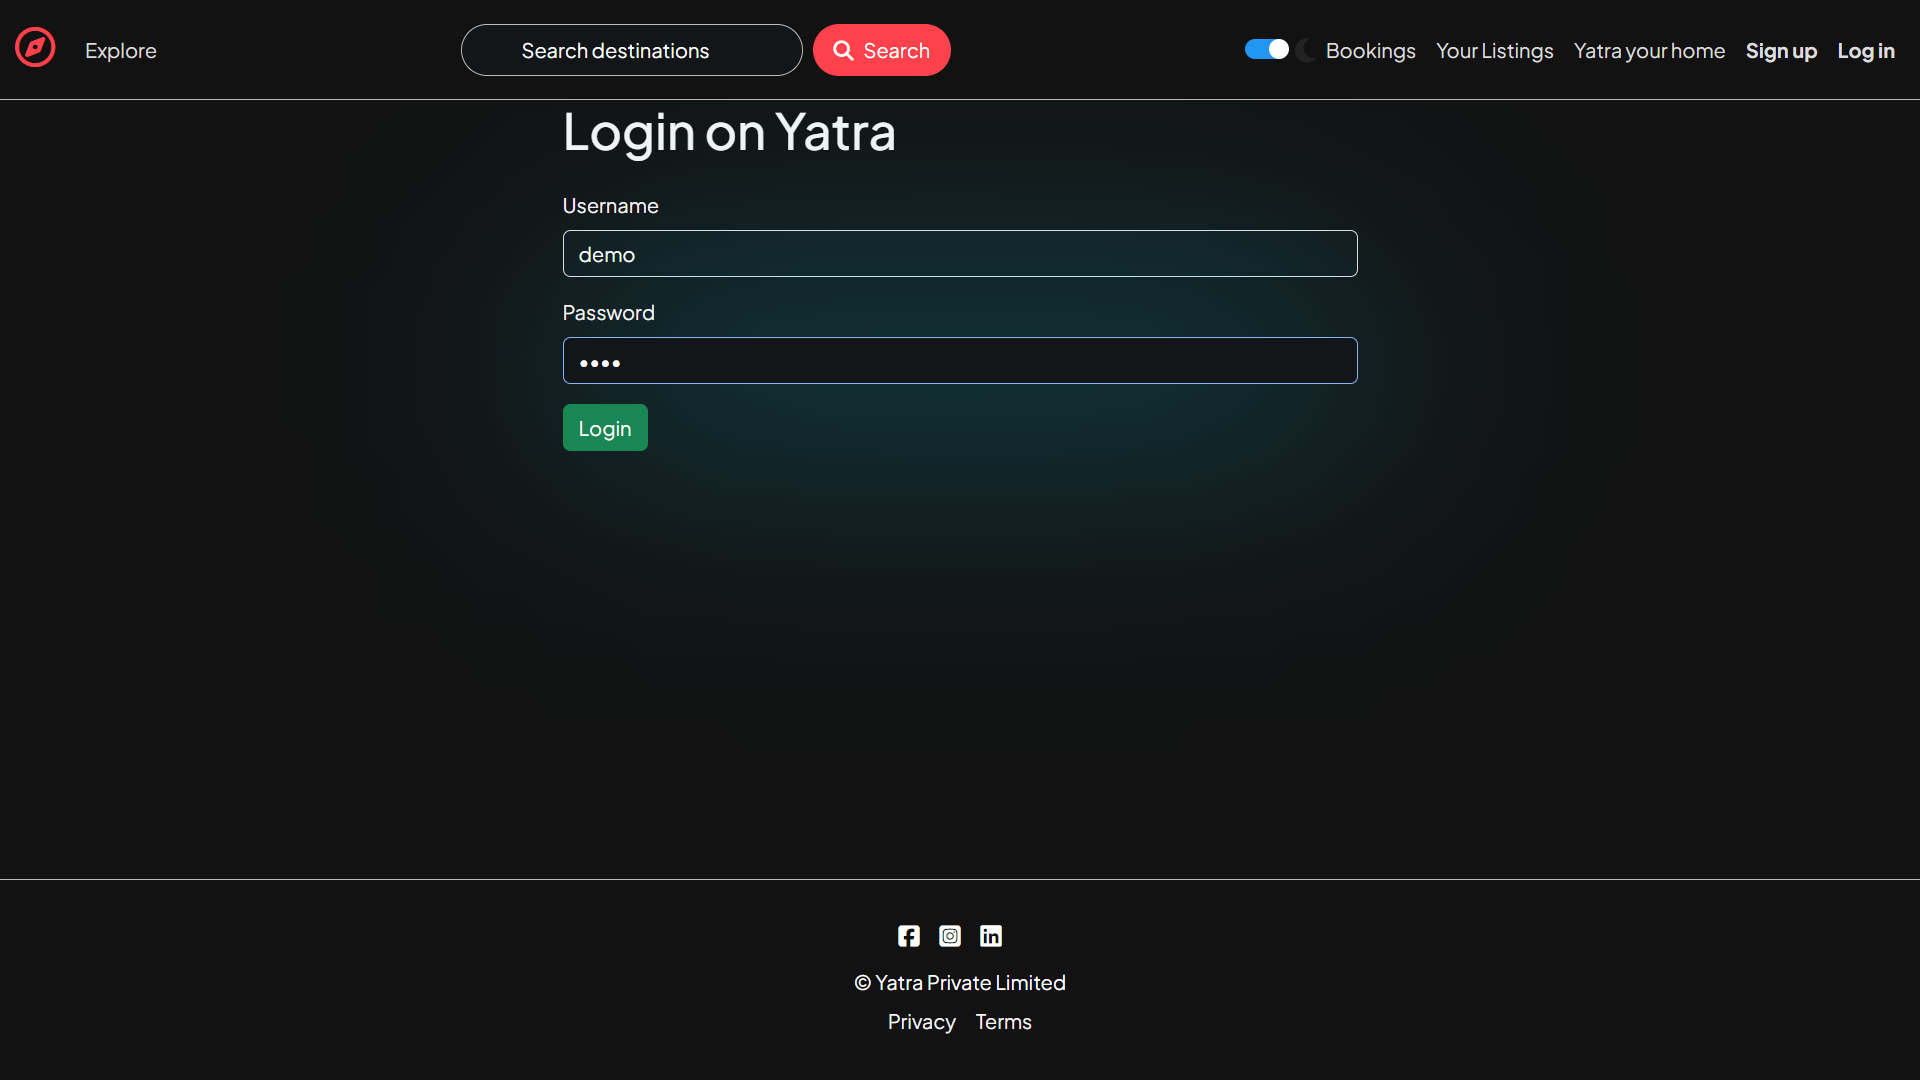 Explore
Search destinations
Search
Bookings
Your Listings
Yatra your home
Sign up
Log in
Login on Yatra
Username
demo
Password
••••
Login
© Yatra Private Limited
Privacy
Terms